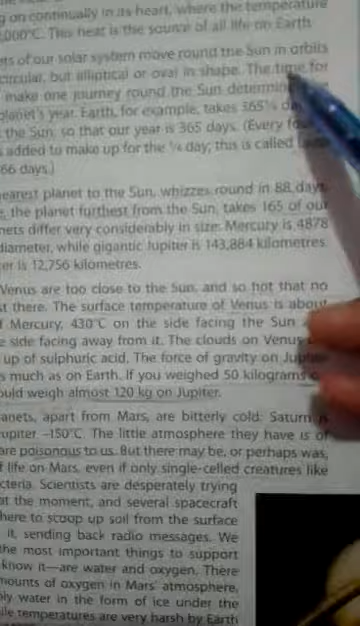 g on continually in its heart, where the temperature
000°C. This heat is the source of all life on Earth
ts of our solar system move round the Sun in orbits
circular, but elliptical or oval in shape. The time for
make one journey round the Sun
planet's year. Earth, for example, takes 365¼
the Sun, so that our year is 365 days. (Every
s added to make up for the ¼ day; this is called
66 days.)
earest planet to the Sun, whizzes round in 88 days
the planet furthest from the Sun, takes 165 of our
nets differ very considerably in size: Mercury is 4878
diameter, while gigantic Jupiter is 143,884 kilometres
er is 12,756 kilometres.
Venus are too close to the Sun, and so hot that no
st there. The surface temperature of Venus is about
f Mercury, 430°C on the side facing the Sun
e side facing away from it. The clouds on Venus
up of sulphuric acid. The force of gravity on
s much as on Earth. If you weighed 50 kilograms
ould weigh almost 120 kg on Jupiter.
anets, apart from Mars, are bitterly cold: Saturn is
upiter –150°C. The little atmosphere they have is of
are poisonous to us. But there may be, or perhaps was,
f life on Mars, even if only single-celled creatures like
cteria. Scientists are desperately trying
at the moment, and several spacecraft
here to scoop up soil from the surface
it, sending back radio messages. We
the most important things to support
know it—are water and oxygen. There
mounts of oxygen in Mars' atmosphere,
ly water in the form of ice under the
ile temperatures are very harsh by Earth